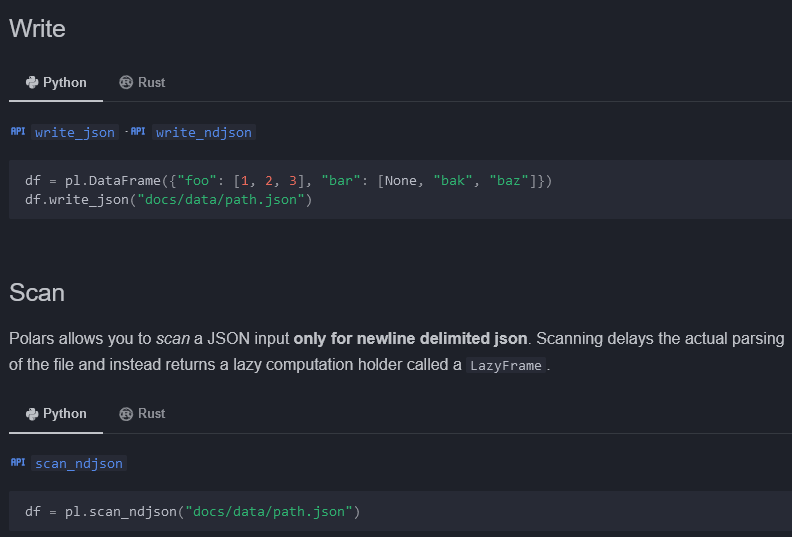 Write
Python Rust
API write_json · API write_ndjson
df = pl.DataFrame({"foo": [1, 2, 3], "bar": [None, "bak", "baz"]})
df.write_json("docs/data/path.json")
Scan
Polars allows you to scan a JSON input only for newline delimited json. Scanning delays the actual parsing
of the file and instead returns a lazy computation holder called a LazyFrame.
Python Rust
API scan_ndjson
df = pl.scan_ndjson("docs/data/path.json")